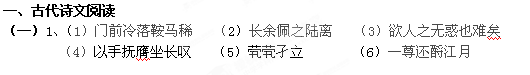 一、古代诗文阅读
（一）1、（1）门前冷落鞍马稀 （2）长余佩之陆离 （3）欲人之无惑也难矣
（4）以手抚膺坐长叹 （5）茕茕孑立 （6）一尊还酹江月